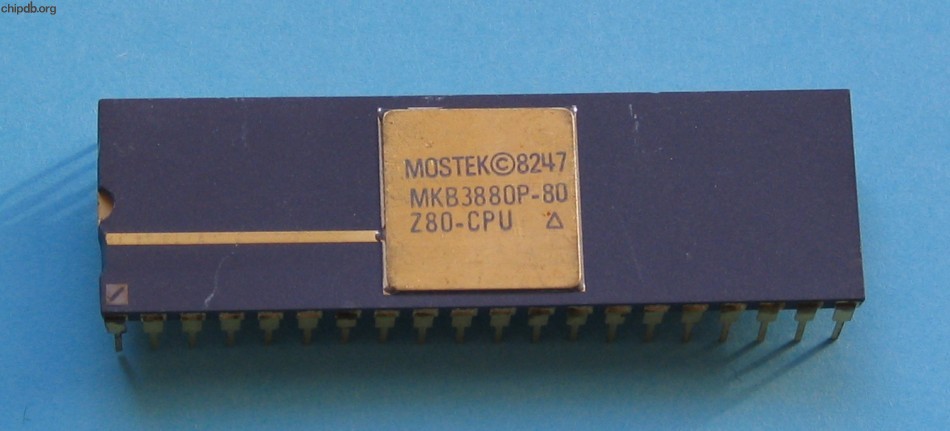 chipdb.org
MOSTEK©8247
MKB3880P-80
Z80-CPU △